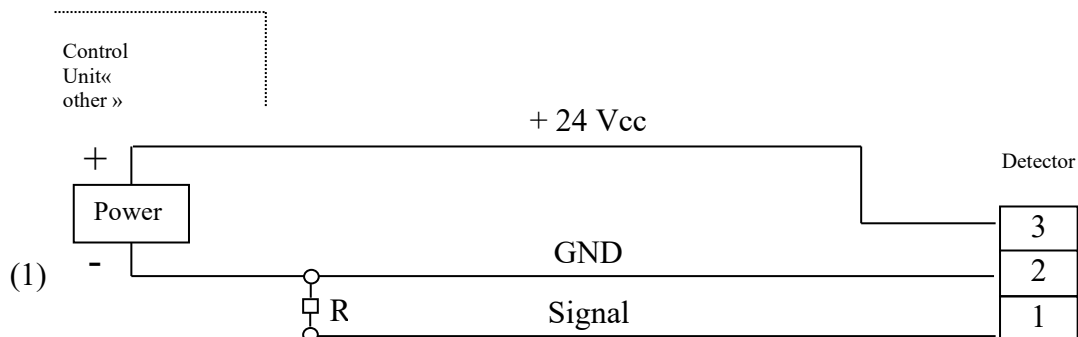 Control
Unit«
other »
+ 24 Vcc
+
Detector
Power
3
GND
(1)
-
2
R
Signal
1